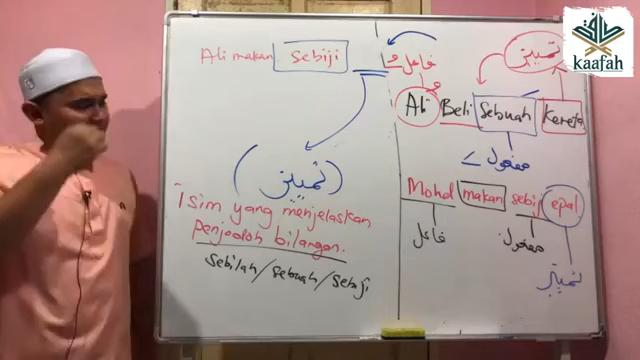 Ali makan sebiji
(تمييز)
Isim yang menjelaskan
penjodoh bilangan.
sebilah/sebuah/sebiji
تمييز
فاعل
Ali Beli Sebuah Kereta
مفعول
Mohd makan sebiji epal
فاعل
مفعول
تمييز
kaafah